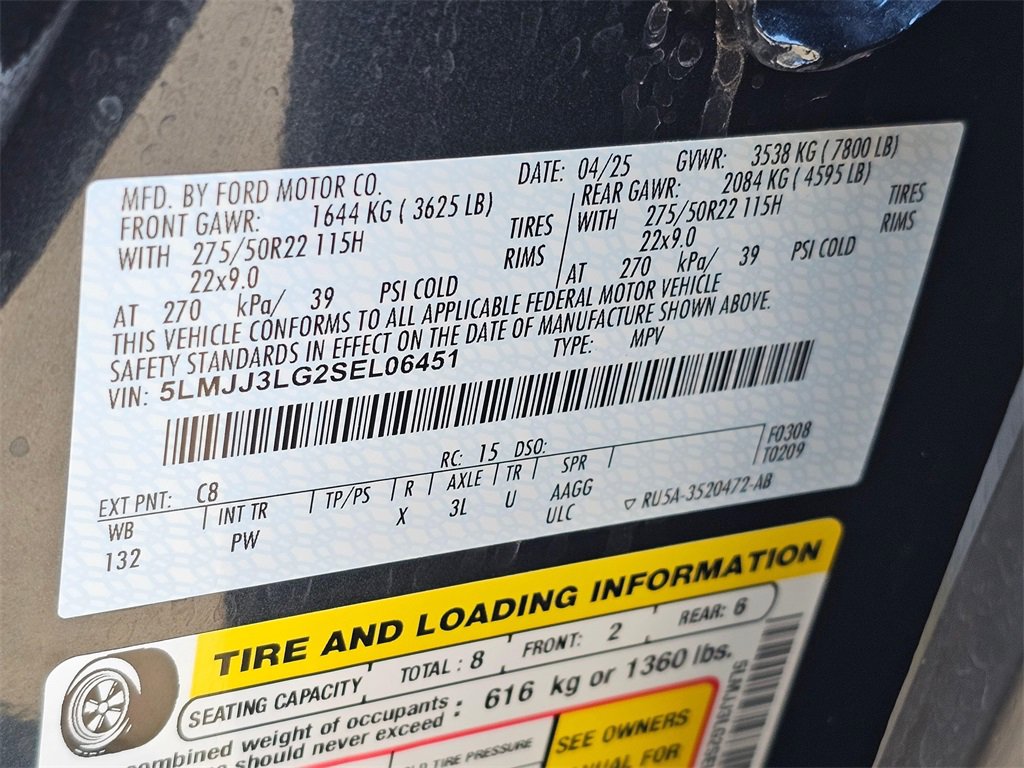 MFD. BY FORD MOTOR CO. DATE: 04/25 GVWR: 3538 KG ( 7800 LB)
FRONT GAWR: 1644 KG ( 3625 LB) REAR GAWR: 2084 KG ( 4595 LB)
WITH 275/50R22 115H TIRES WITH 275/50R22 115H TIRES
22x9.0 RIMS 22x9.0 RIMS
AT 270 kPa/ 39 PSI COLD AT 270 kPa/ 39 PSI COLD
THIS VEHICLE CONFORMS TO ALL APPLICABLE FEDERAL MOTOR VEHICLE
SAFETY STANDARDS IN EFFECT ON THE DATE OF MANUFACTURE SHOWN ABOVE.
VIN: 5LMJJ3LG2SEL06451 TYPE: MPV
F0308
EXT PNT: C8 RC: 15 DSO: T0209
WB INT TR TP/PS R AXLE TR SPR
132 PW X 3L U AAGG
ULC ▽ RU5A-3520472-AB
TIRE AND LOADING INFORMATION
SEATING CAPACITY TOTAL : 8 FRONT: 2 REAR: 6
combined weight of occupants
should never exceed : 616 kg or 1360 lbs.
TIRE PRESSURE
SEE OWNERS
MANUAL FOR